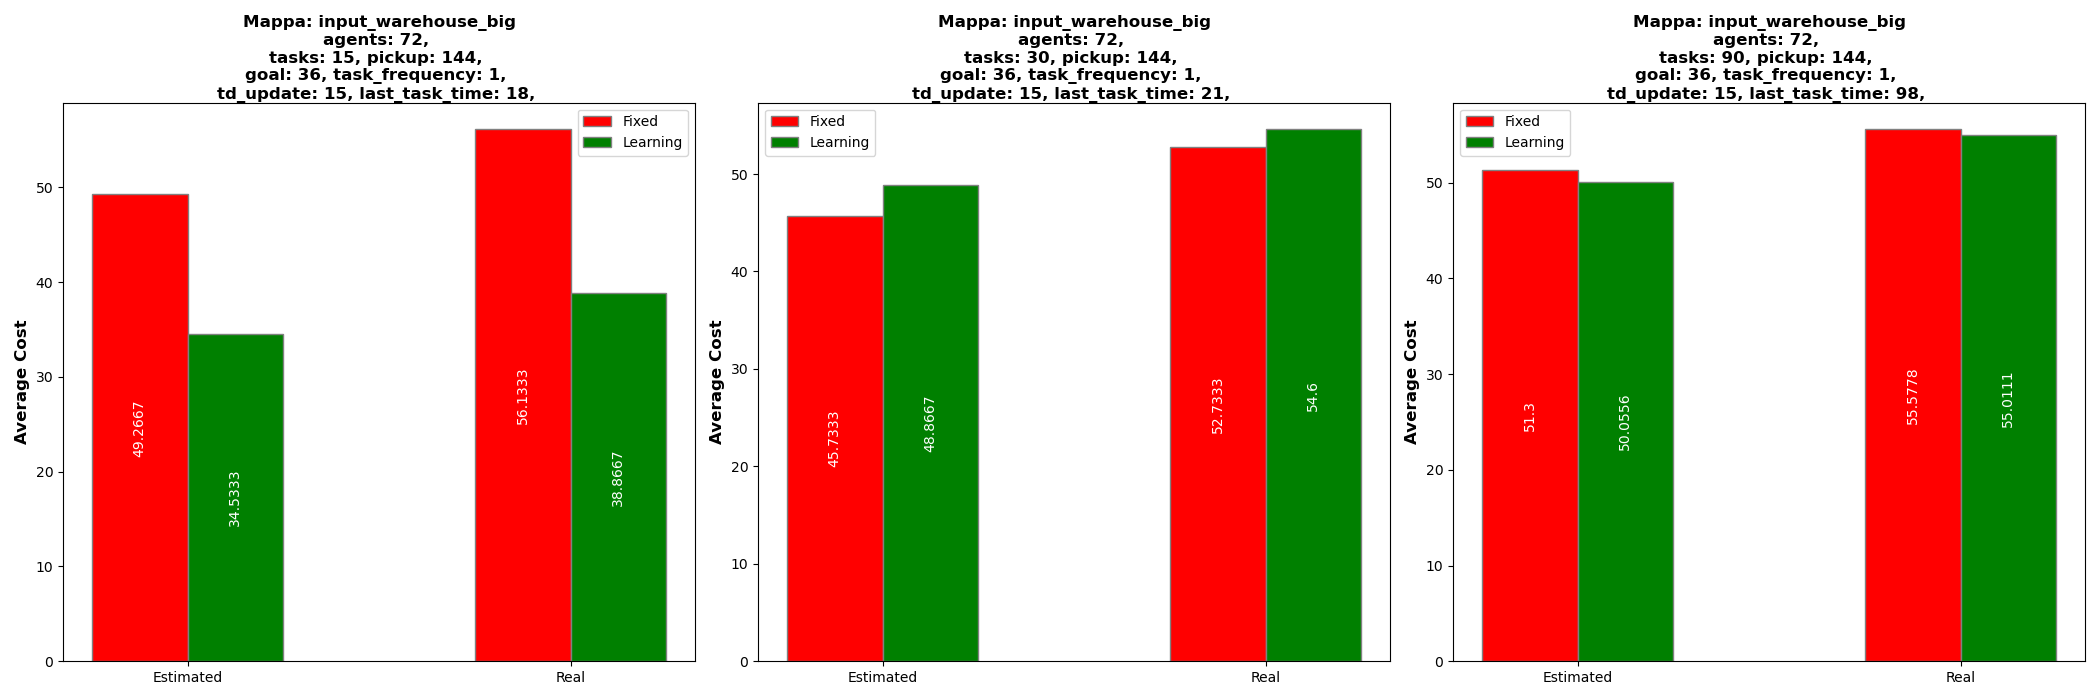 Mappa: input_warehouse_big
agents: 72,
tasks: 15, pickup: 144,
goal: 36, task_frequency: 1,
td_update: 15, last_task_time: 18,
Fixed
Learning
Average Cost
50
40
30
20
10
0
49.2667
34.5333
56.1333
38.8667
Estimated
Real
Mappa: input_warehouse_big
agents: 72,
tasks: 30, pickup: 144,
goal: 36, task_frequency: 1,
td_update: 15, last_task_time: 21,
Fixed
Learning
Average Cost
50
40
30
20
10
0
45.7333
48.8667
52.7333
54.6
Estimated
Real
Mappa: input_warehouse_big
agents: 72,
tasks: 90, pickup: 144,
goal: 36, task_frequency: 1,
td_update: 15, last_task_time: 98,
Fixed
Learning
Average Cost
50
40
30
20
10
0
51.3
50.0556
55.5778
55.0111
Estimated
Real